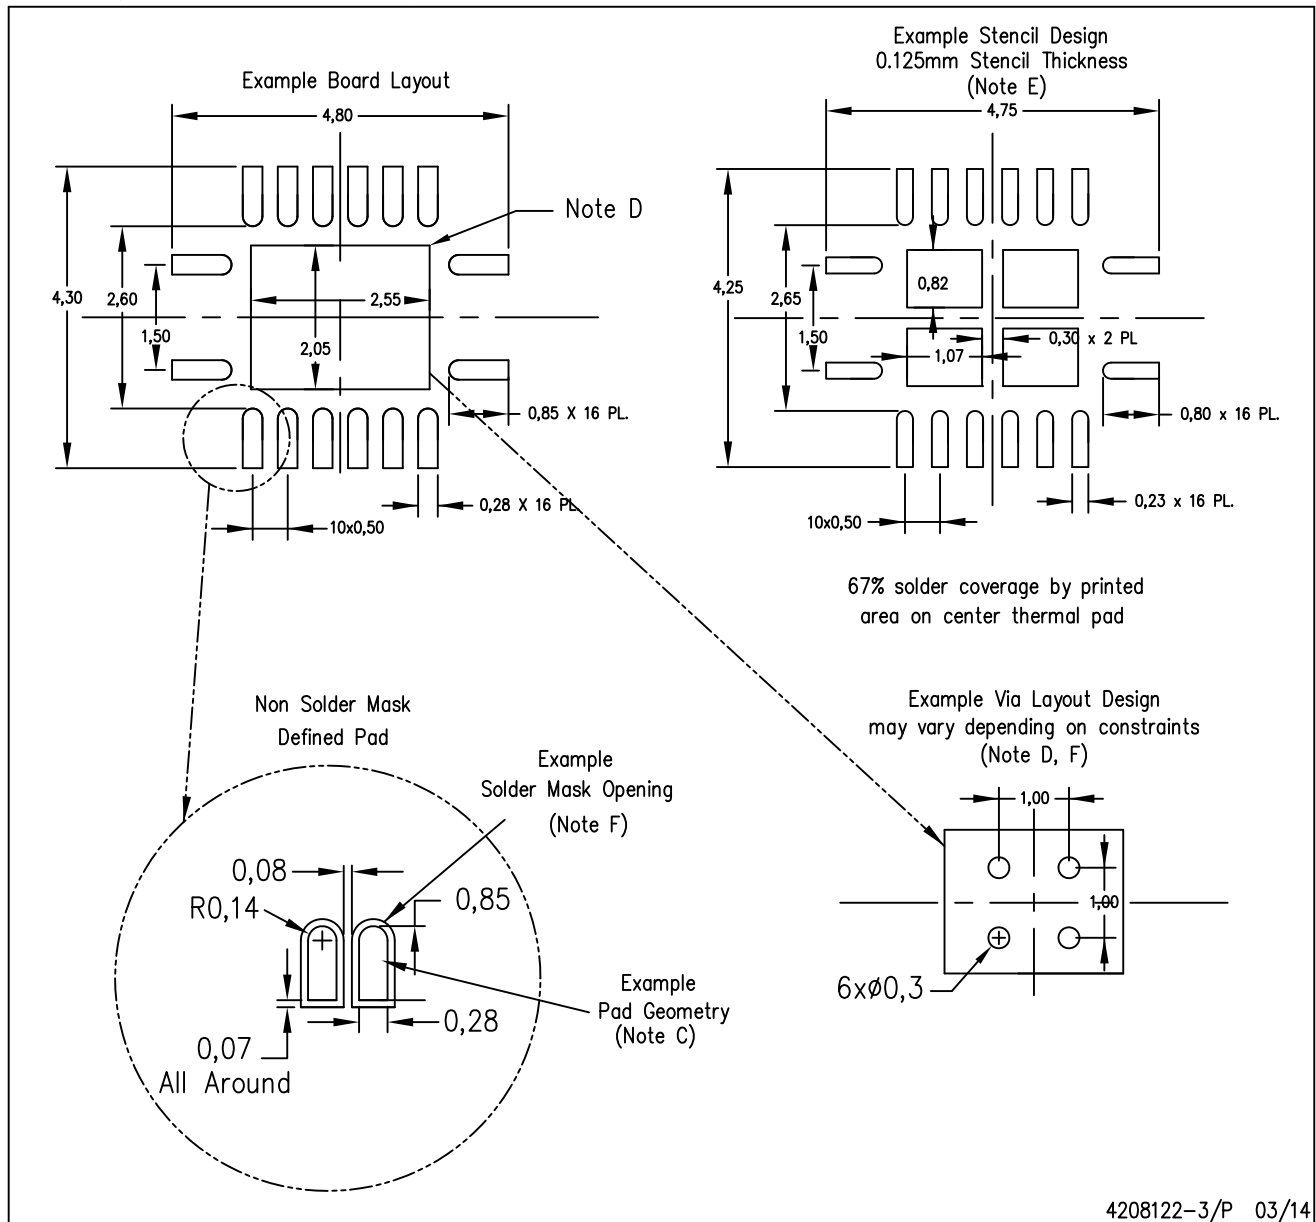 Example Board Layout
4,80
4,30
2,60
1,50
2,55
2,05
Note D
0,85 X 16 PL.
0,28 X 16 PL
10x0,50
Example Stencil Design
0.125mm Stencil Thickness
(Note E)
4,75
4,25
2,65
1,50
0,82
0,30 x 2 PL
1,07
0,80 x 16 PL.
0,23 x 16 PL.
10x0,50
67% solder coverage by printed
area on center thermal pad
Non Solder Mask
Defined Pad
Example
Solder Mask Opening
(Note F)
0,08
R0,14
0,85
0,28
0,07
All Around
Example
Pad Geometry
(Note C)
Example Via Layout Design
may vary depending on constraints
(Note D, F)
1,00
1,00
6xø0,3
4208122-3/P 03/14